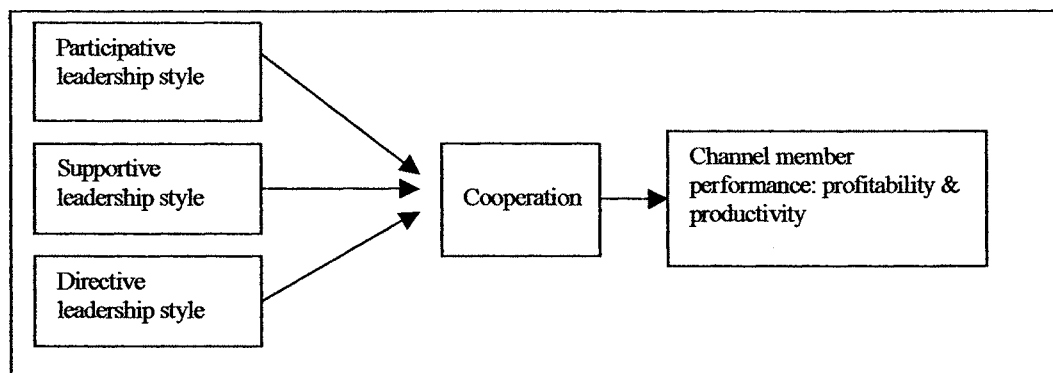 Participative
leadership style
Supportive
leadership style
Directive
leadership style
Cooperation
Channel member
performance: profitability &
productivity